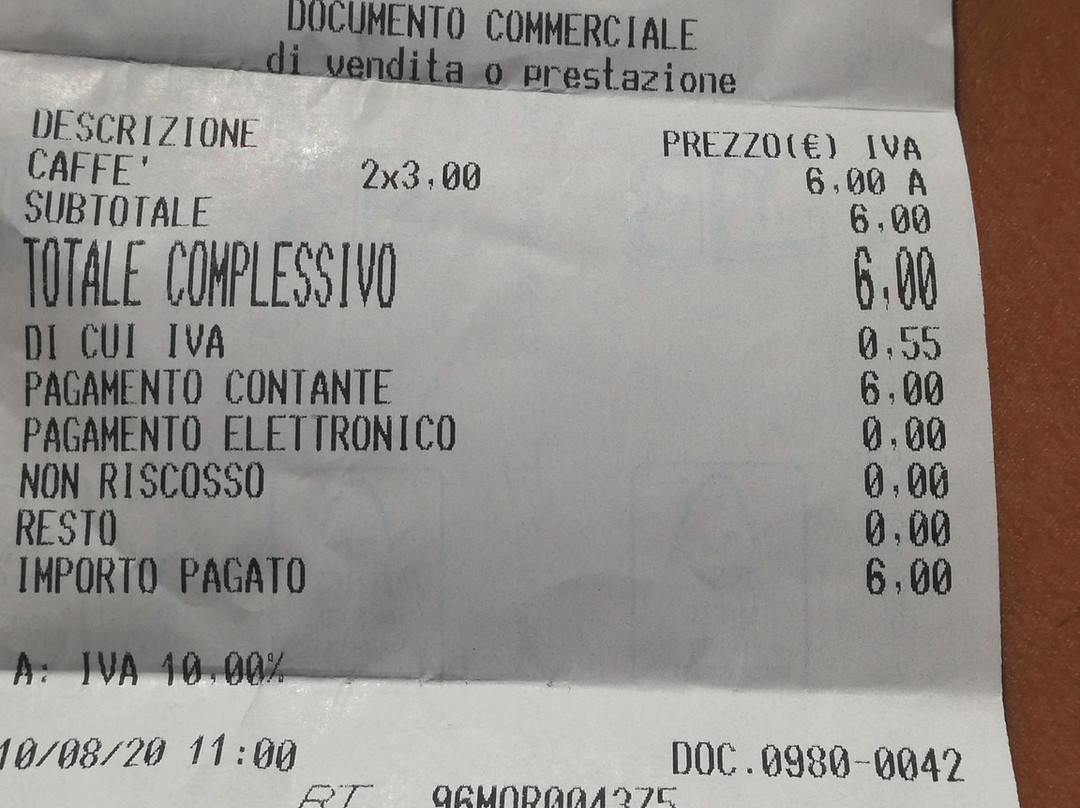 DOCUMENTO COMMERCIALE
di vendita o prestazione
DESCRIZIONE PREZZO(€) IVA
CAFFE' 2x3,00 6,00 A
SUBTOTALE 6,00
TOTALE COMPLESSIVO 6,00
DI CUI IVA 0,55
PAGAMENTO CONTANTE 6,00
PAGAMENTO ELETTRONICO 0,00
NON RISCOSSO 0,00
RESTO 0,00
IMPORTO PAGATO 6,00
A: IVA 10,00%
10/08/20 11:00 DOC.0980-0042
RT 96MOR004375